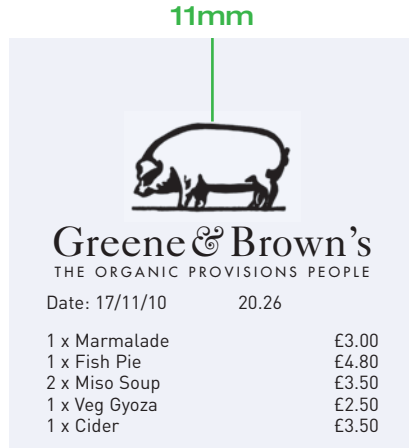 11mm
Greene & Brown's
THE ORGANIC PROVISIONS PEOPLE
Date: 17/11/10 20.26
1 x Marmalade £3.00
1 x Fish Pie £4.80
2 x Miso Soup £3.50
1 x Veg Gyoza £2.50
1 x Cider £3.50